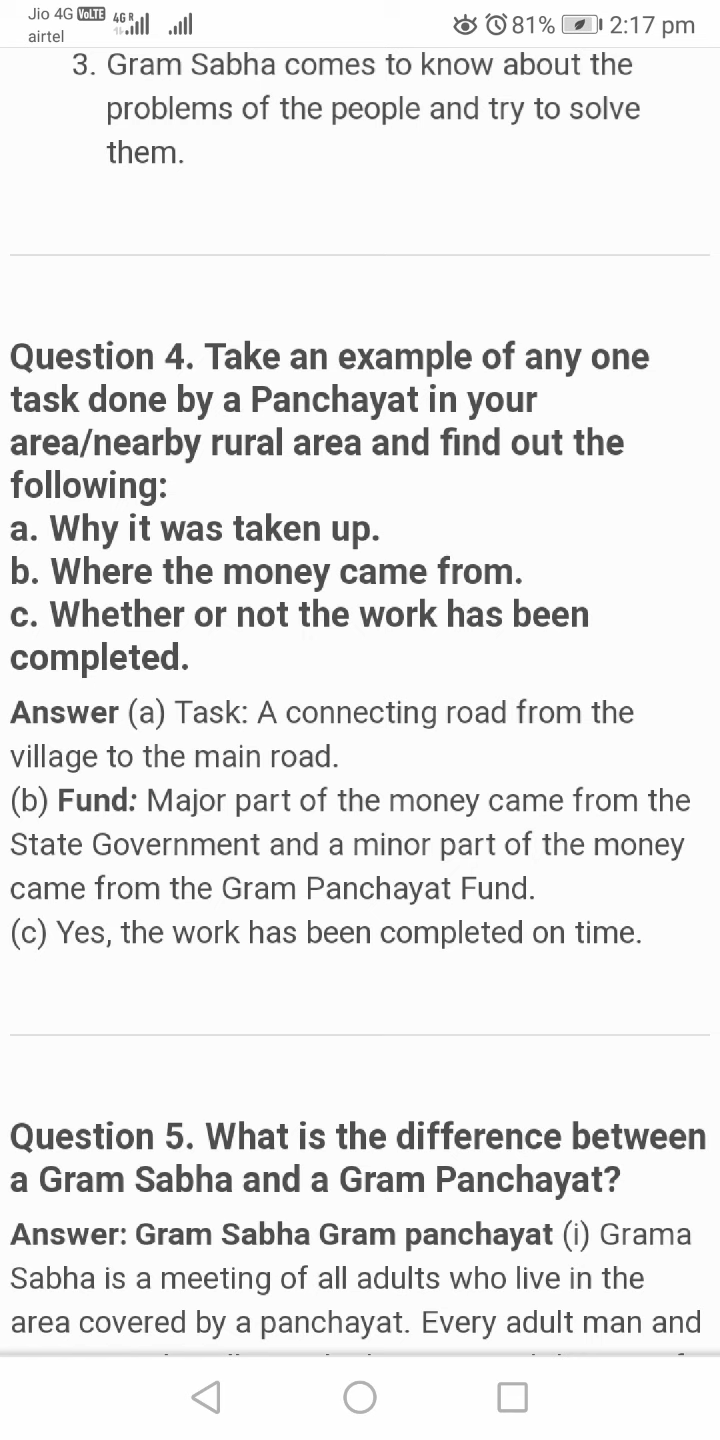 Jio 4G VoLTE 4G R 81% 2:17 pm
airtel
3. Gram Sabha comes to know about the
problems of the people and try to solve
them.
Question 4. Take an example of any one
task done by a Panchayat in your
area/nearby rural area and find out the
following:
a. Why it was taken up.
b. Where the money came from.
c. Whether or not the work has been
completed.
Answer (a) Task: A connecting road from the
village to the main road.
(b) Fund: Major part of the money came from the
State Government and a minor part of the money
came from the Gram Panchayat Fund.
(c) Yes, the work has been completed on time.
Question 5. What is the difference between
a Gram Sabha and a Gram Panchayat?
Answer: Gram Sabha Gram panchayat (i) Grama
Sabha is a meeting of all adults who live in the
area covered by a panchayat. Every adult man and